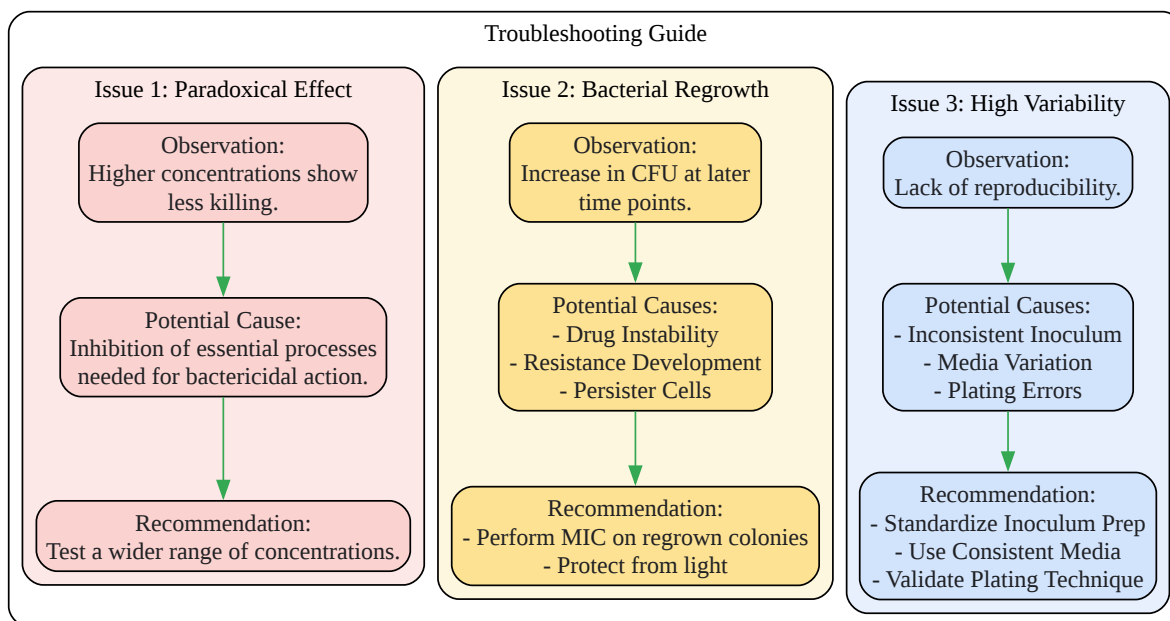 Troubleshooting Guide
Issue 1: Paradoxical Effect
Observation:
Higher concentrations show
less killing.
Potential Cause:
Inhibition of essential processes
needed for bactericidal action.
Recommendation:
Test a wider range of concentrations.
Issue 2: Bacterial Regrowth
Observation:
Increase in CFU at later
time points.
Potential Causes:
- Drug Instability
- Resistance Development
- Persister Cells
Recommendation:
- Perform MIC on regrown colonies
- Protect from light
Issue 3: High Variability
Observation:
Lack of reproducibility.
Potential Causes:
- Inconsistent Inoculum
- Media Variation
- Plating Errors
Recommendation:
- Standardize Inoculum Prep
- Use Consistent Media
- Validate Plating Technique